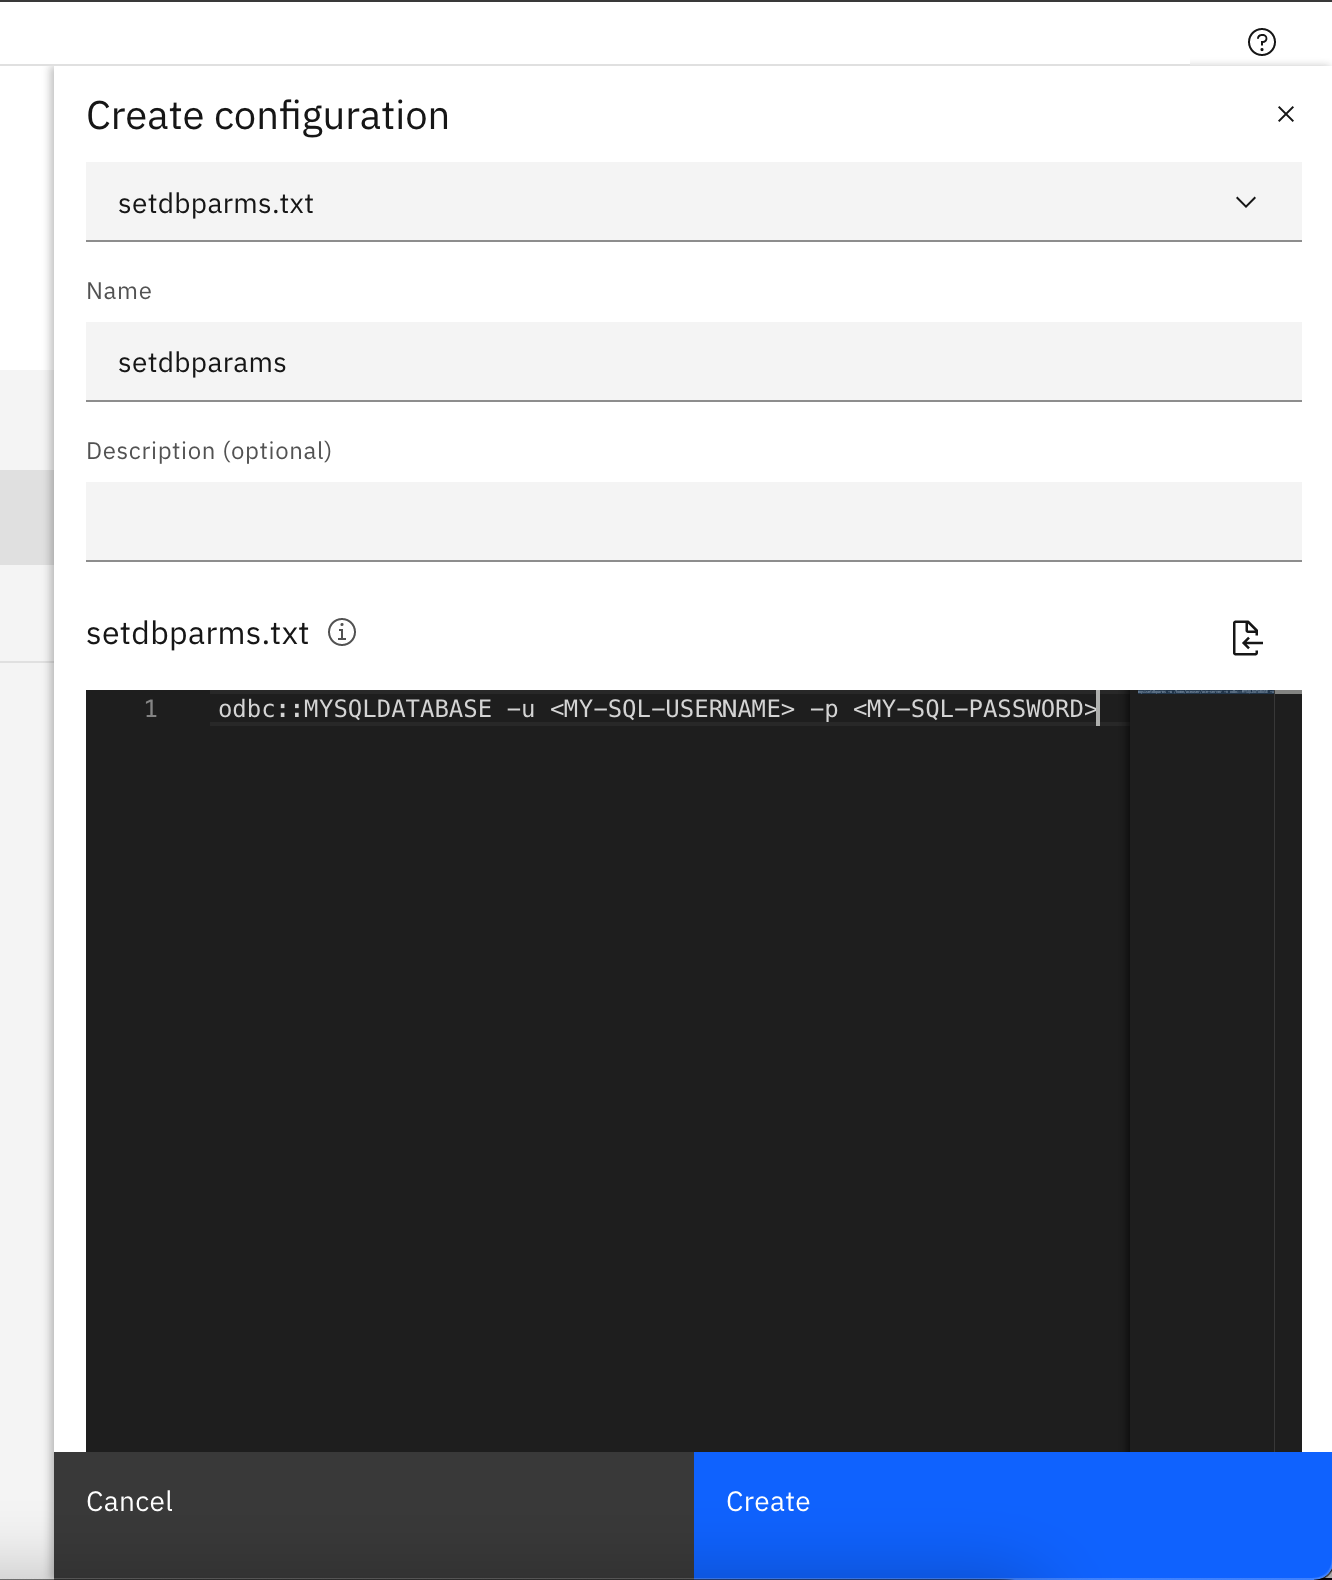 Create configuration
setdbparms.txt
Name
setdbparams
Description (optional)
setdbparms.txt
1 odbc::MYSQLDATABASE -u <MY-SQL-USERNAME> -p <MY-SQL-PASSWORD>
Cancel
Create